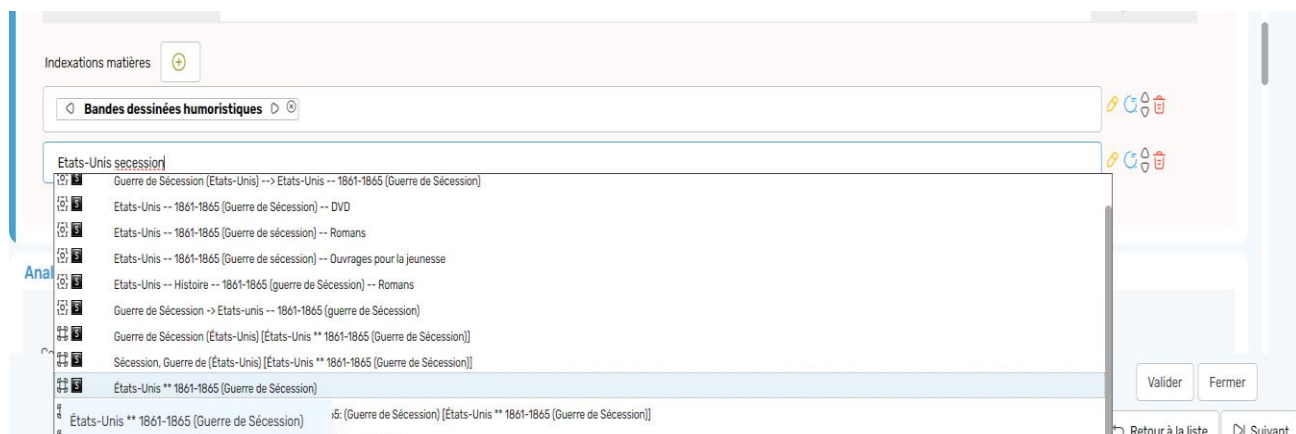 Indexations matières
Bandes dessinées humoristiques
Etats-Unis secession
Guerre de Sécession (Etats-Unis) --> Etats-Unis -- 1861-1865 (Guerre de Sécession)
Etats-Unis -- 1861-1865 (Guerre de Sécession) -- DVD
Etats-Unis -- 1861-1865 (Guerre de sécession) -- Romans
Etats-Unis -- 1861-1865 (Guerre de sécession) -- Ouvrages pour la jeunesse
Etats-Unis -- Histoire -- 1861-1865 (guerre de Sécession) -- Romans
Guerre de Sécession -> Etats-unis -- 1861-1865 (guerre de Sécession)
Guerre de Sécession (États-Unis) [États-Unis ** 1861-1865 (Guerre de Sécession)]
Sécession, Guerre de (États-Unis) [États-Unis ** 1861-1865 (Guerre de Sécession)]
États-Unis ** 1861-1865 (Guerre de Sécession)
États-Unis ** 1861-1865 (Guerre de Sécession)
5: (Guerre de Sécession) [États-Unis ** 1861-1865 (Guerre de Sécession)]
Anal
Valider Fermer
Retour à la liste Suivant